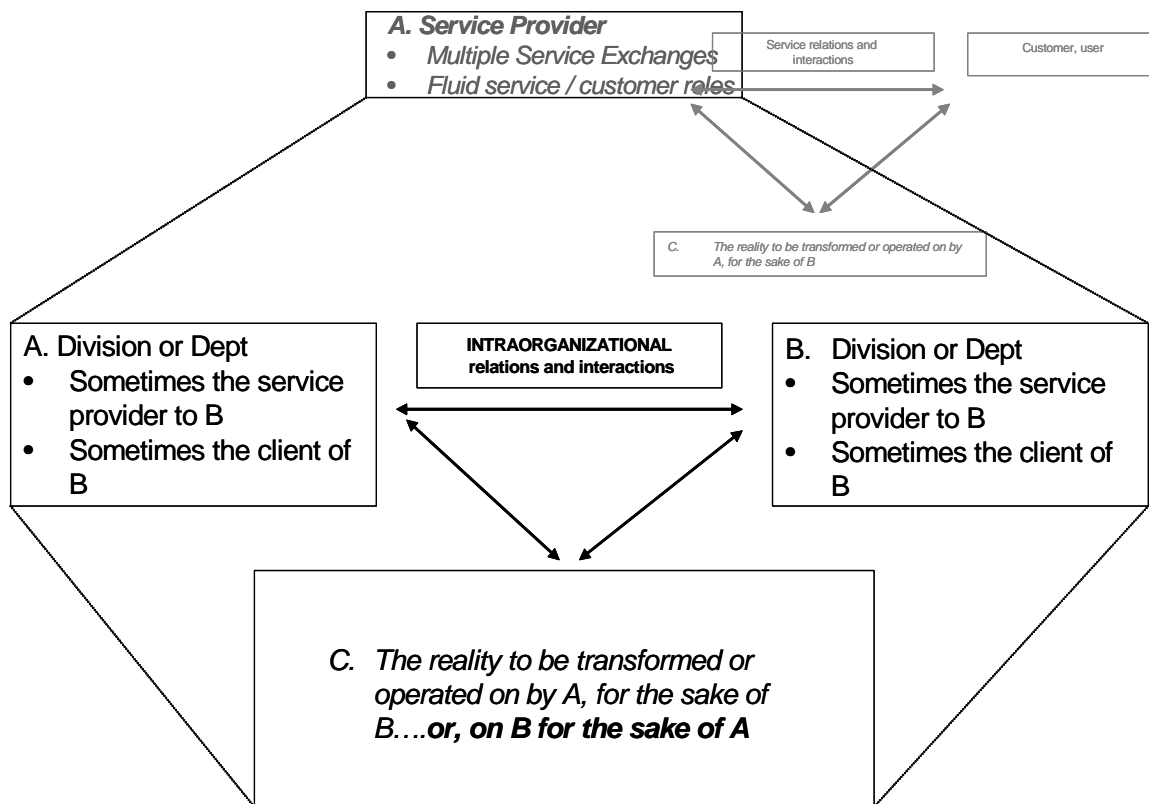 A. Service Provider
• Multiple Service Exchanges
• Fluid service / customer roles
Service relations and
interactions
Customer, user
C. The reality to be transformed or operated on by
A, for the sake of B
A. Division or Dept
• Sometimes the service
provider to B
• Sometimes the client of
B
INTRAORGANIZATIONAL
relations and interactions
B. Division or Dept
• Sometimes the service
provider to B
• Sometimes the client of
B
C. The reality to be transformed or
operated on by A, for the sake of
B….or, on B for the sake of A